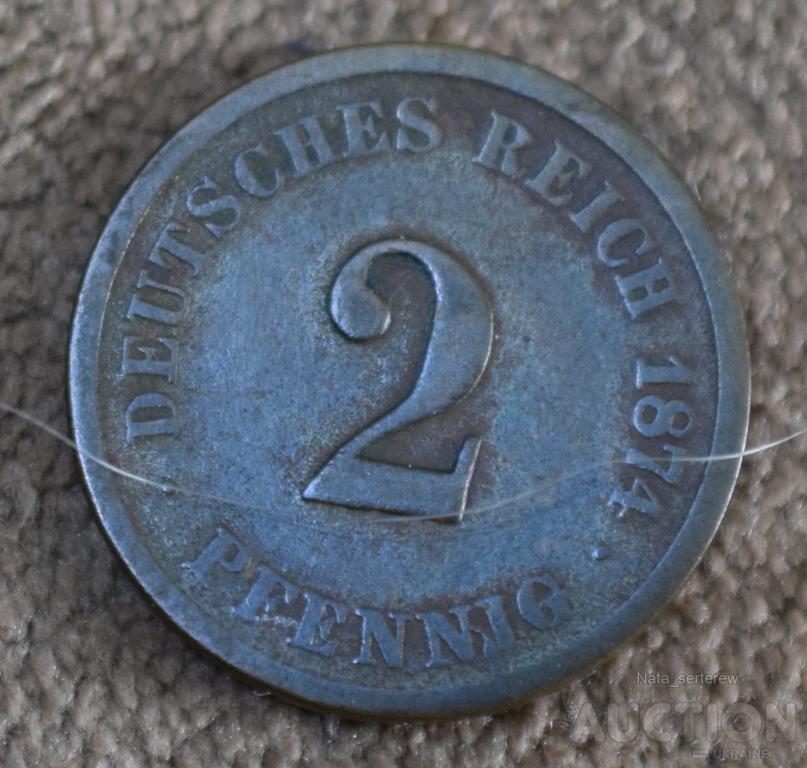 DEUTSCHES REICH 1874
2
PFENNIG
Nata_serterew
AUCTION
UKRAINE